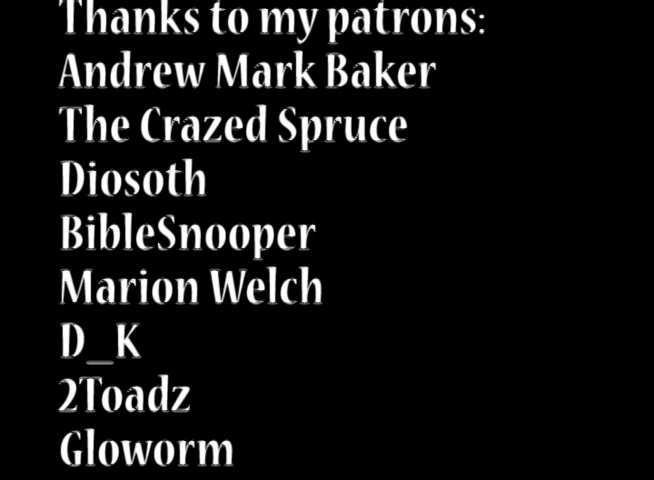 Thanks to my patrons:
Andrew Mark Baker
The Crazed Spruce
Diosoth
BibleSnooper
Marion Welch
D_K
2Toadz
Gloworm